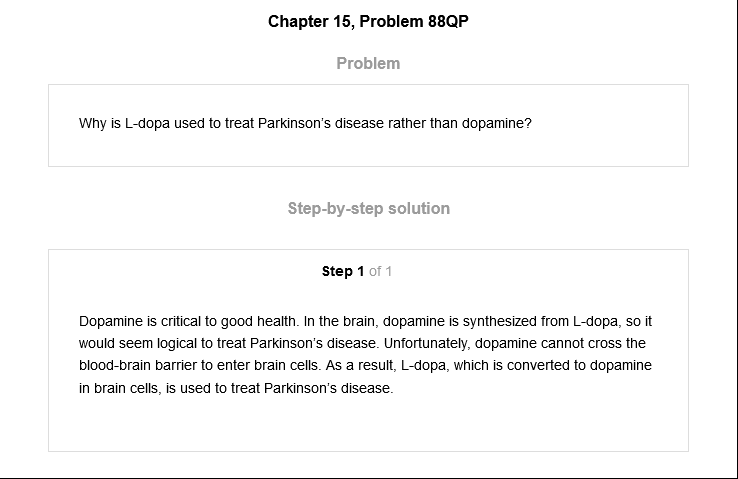 Chapter 15, Problem 88QP
Problem
Why is L-dopa used to treat Parkinson's disease rather than dopamine?
Step-by-step solution
Step 1 of 1
Dopamine is critical to good health. In the brain, dopamine is synthesized from L-dopa, so it
would seem logical to treat Parkinson's disease. Unfortunately, dopamine cannot cross the
blood-brain barrier to enter brain cells. As a result, L-dopa, which is converted to dopamine
in brain cells, is used to treat Parkinson's disease.